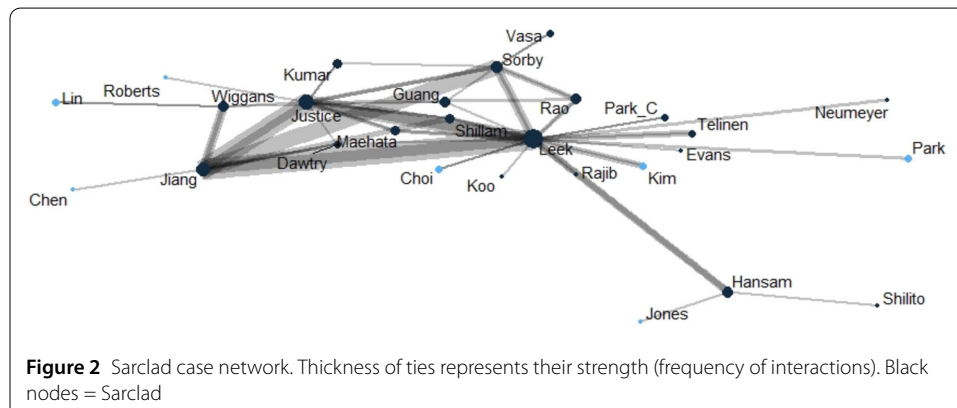 Vasa
Sorby
Kumar
Lin
Roberts
Wiggans
Guang
Justice
Rao
Park_C
Neumeyer
Shillam
Telinen
Maehata
Leek
Dawtry
Evans
Park
Jiang
Choi
Koo
Rajib
Kim
Chen
Hansam
Shilito
Jones
Figure 2 Sarclad case network. Thickness of ties represents their strength (frequency of interactions). Black
nodes = Sarclad